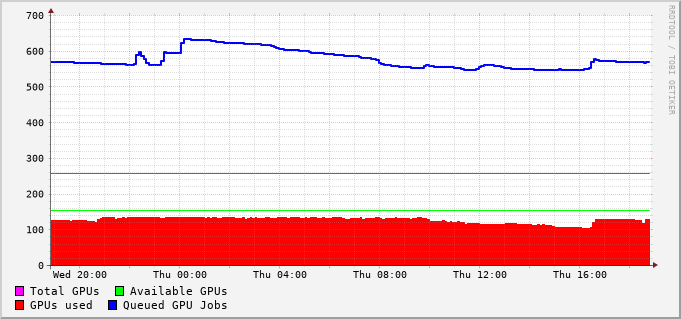 700
600
500
400
300
200
100
0
Wed 20:00 Thu 00:00 Thu 04:00 Thu 08:00 Thu 12:00 Thu 16:00
Total GPUs Available GPUs
GPUs used Queued GPU Jobs
RRDTOOL / TOBI OETIKER